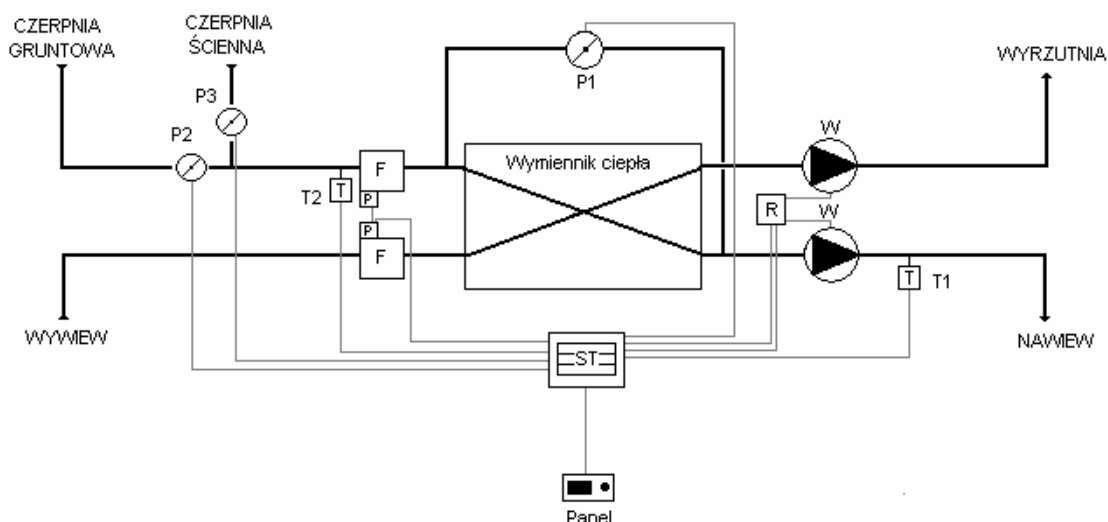 CZERPNIA
GRUNTOWA
CZERPNIA
ŚCIENNA
WYRZUTNIA
P1
P3
P2
W
Wymiennik ciepła
F
T
T2
P
R
P
W
F
T
T1
WYWIEW
NAWIEW
ST
Panel